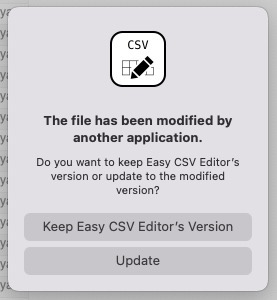 CSV
The file has been modified by
another application.
Do you want to keep Easy CSV Editor's
version or update to the modified
version?
Keep Easy CSV Editor's Version
Update